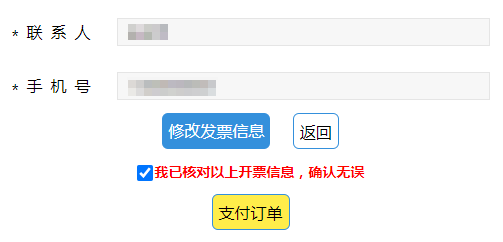 * 联 系 人
* 手 机 号
修改发票信息 返回
我已核对以上开票信息，确认无误
支付订单